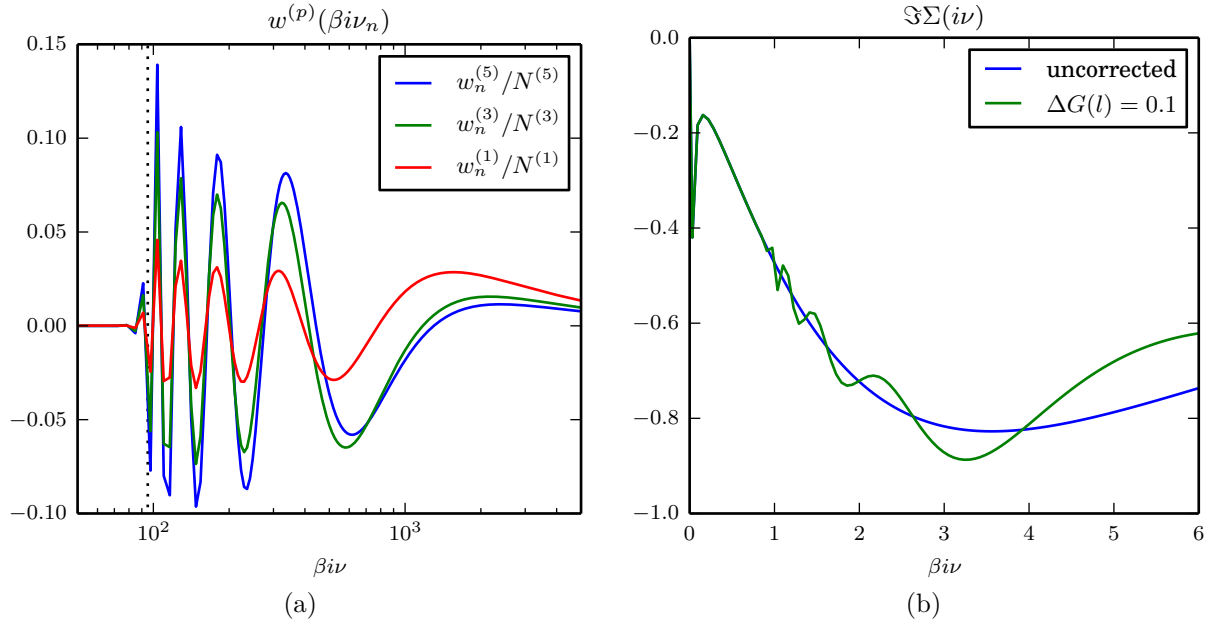 w^{(p)}(βiν_n)
0.15
0.10
0.05
0.00
−0.05
−0.10
10^2
10^3
w_n^{(5)}/N^{(5)}
w_n^{(3)}/N^{(3)}
w_n^{(1)}/N^{(1)}
βiν
(a)
ℑΣ(iν)
0.0
−0.2
−0.4
−0.6
−0.8
−1.0
0 1 2 3 4 5 6
uncorrected
ΔG(l) = 0.1
βiν
(b)